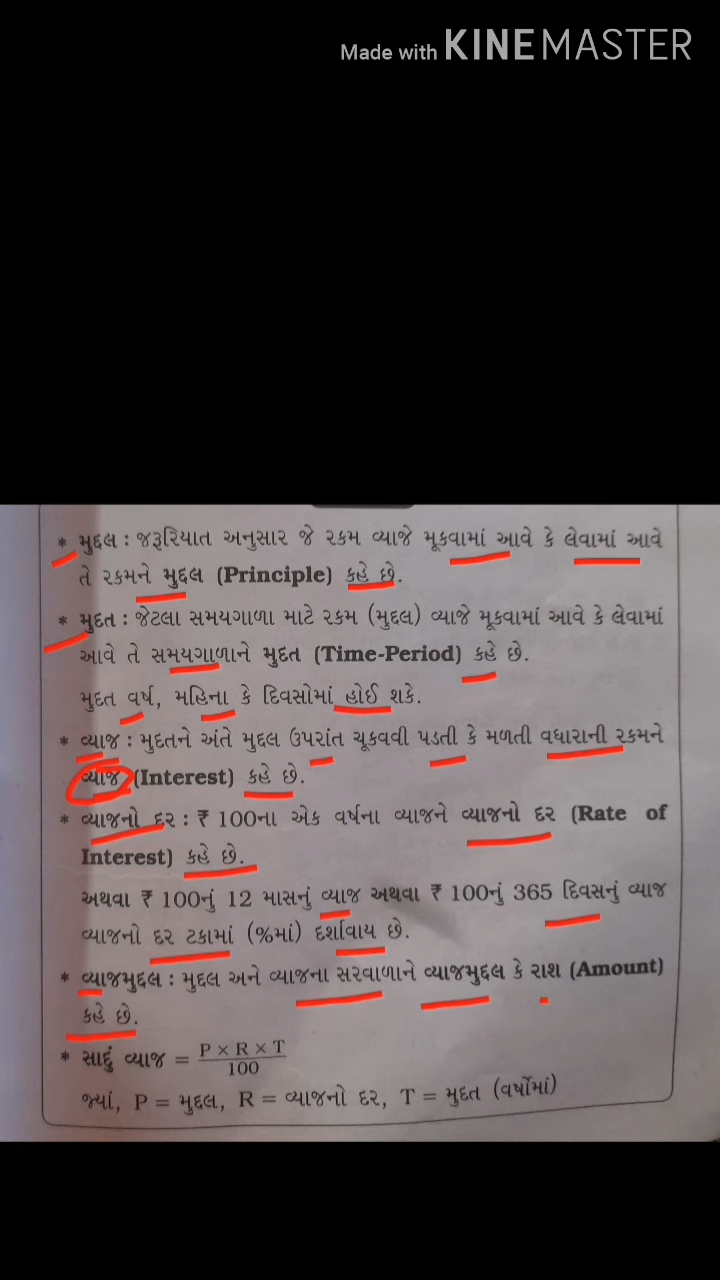 Made with KINEMASTER
* મુદ્દલ : જરૂરિયાત અનુસાર જે રકમ વ્યાજે મૂકવામાં આવે કે લેવામાં આવે
તે રકમને મુદ્દલ (Principle) કહે છે.
* મુદત : જેટલા સમયગાળા માટે રકમ (મુદ્દલ) વ્યાજે મૂકવામાં આવે કે લેવામાં
આવે તે સમયગાળાને મુદત (Time-Period) કહે છે.
મુદત વર્ષ, મહિના કે દિવસોમાં હોઈ શકે.
* વ્યાજ : મુદતને અંતે મુદ્દલ ઉપરાંત ચૂકવવી પડતી કે મળતી વધારાની રકમને
વ્યાજ (Interest) કહે છે.
* વ્યાજનો દર : ₹ 100ના એક વર્ષના વ્યાજને વ્યાજનો દર (Rate of
Interest) કહે છે.
અથવા ₹ 100નું 12 માસનું વ્યાજ અથવા ₹ 100નું 365 દિવસનું વ્યાજ
વ્યાજનો દર ટકામાં (%માં) દર્શાવાય છે.
* વ્યાજમુદ્દલ : મુદ્દલ અને વ્યાજના સરવાળાને વ્યાજમુદ્દલ કે રાશ (Amount)
કહે છે.
* સાદું વ્યાજ = P × R × T / 100
જ્યાં, P = મુદ્દલ, R = વ્યાજનો દર, T = મુદત (વર્ષોમાં)